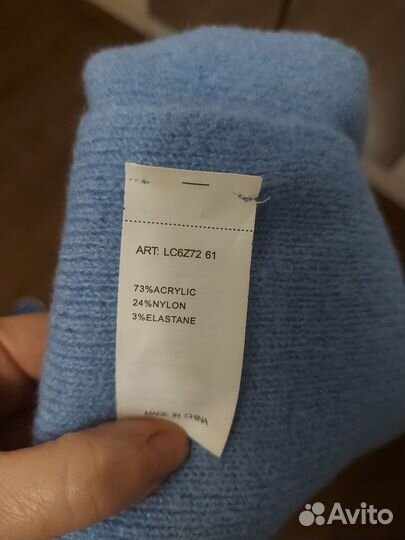 ART: LC6Z72 61
73%ACRYLIC
24%NYLON
3%ELASTANE
MADE IN CHINA
Avito